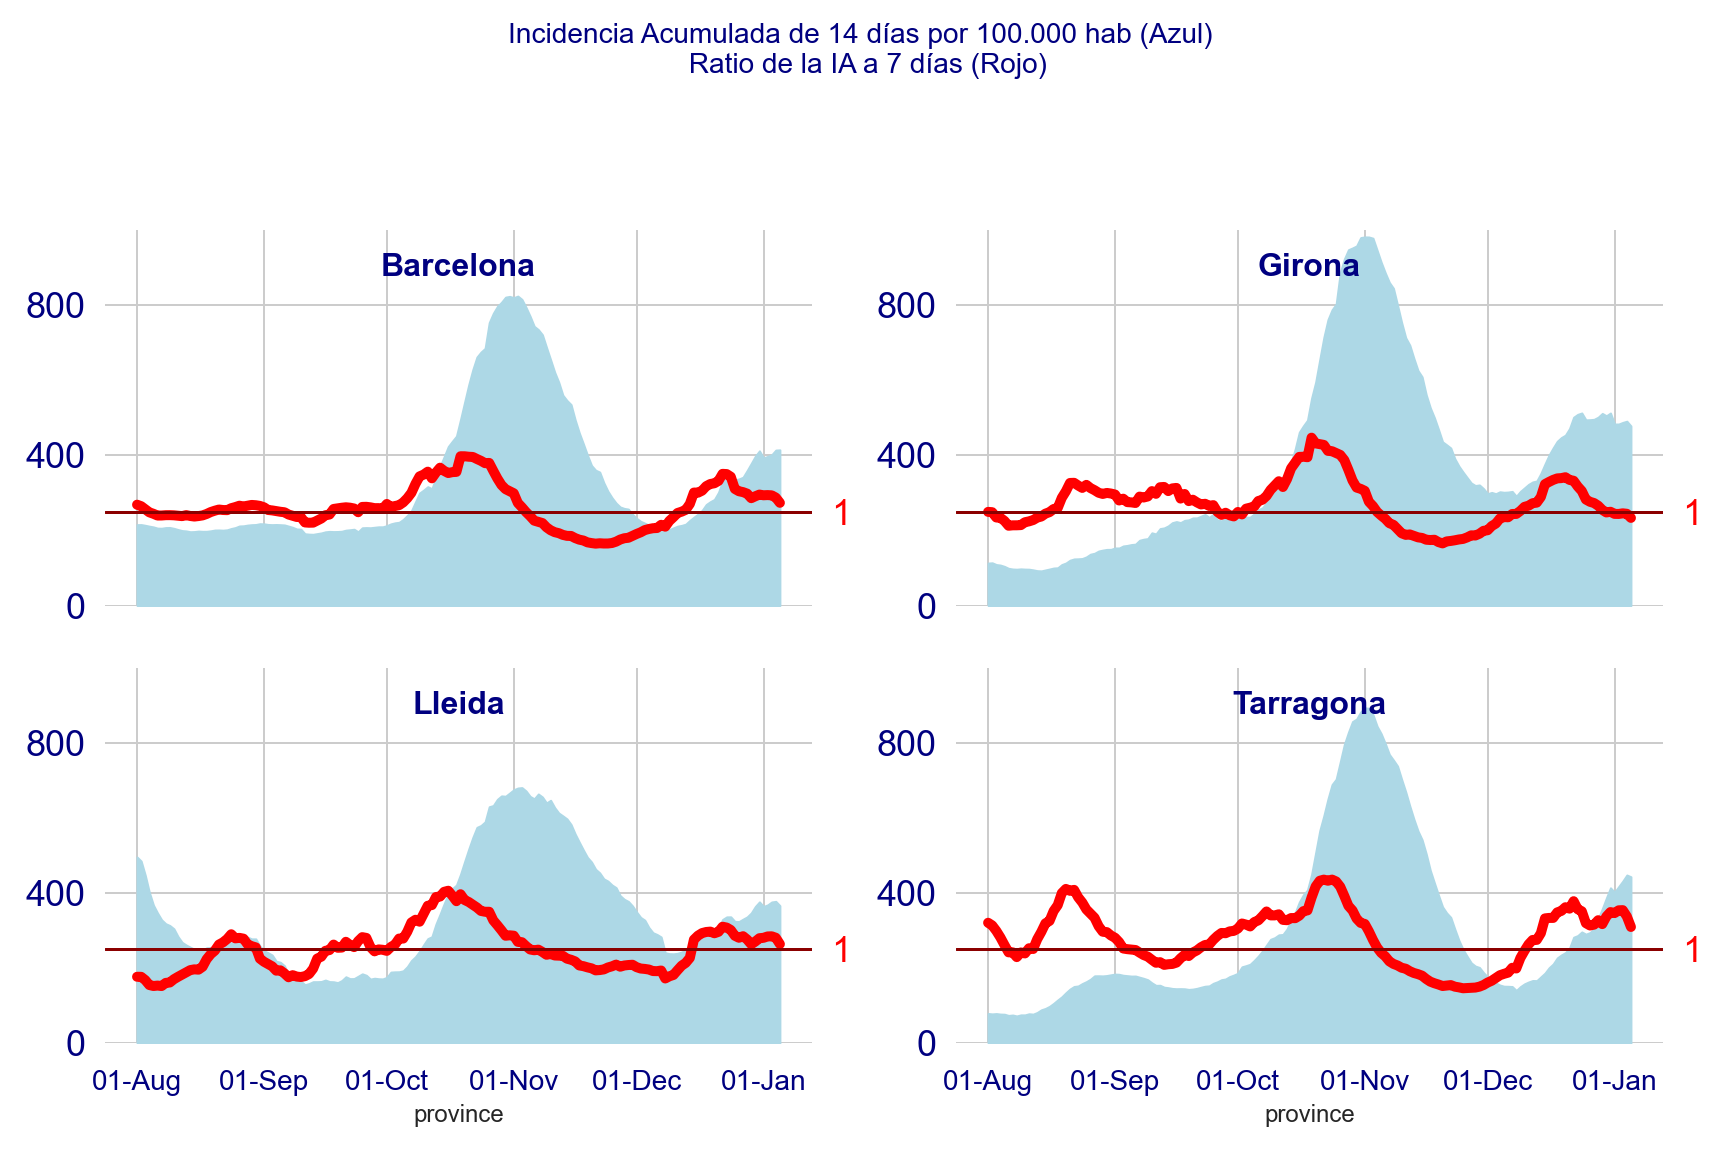 Incidencia Acumulada de 14 días por 100.000 hab (Azul)
Ratio de la IA a 7 días (Rojo)
Barcelona
800
400
0
1
Girona
800
400
0
1
Lleida
800
400
0
1
01-Aug 01-Sep 01-Oct 01-Nov 01-Dec 01-Jan
province
Tarragona
800
400
0
1
01-Aug 01-Sep 01-Oct 01-Nov 01-Dec 01-Jan
province